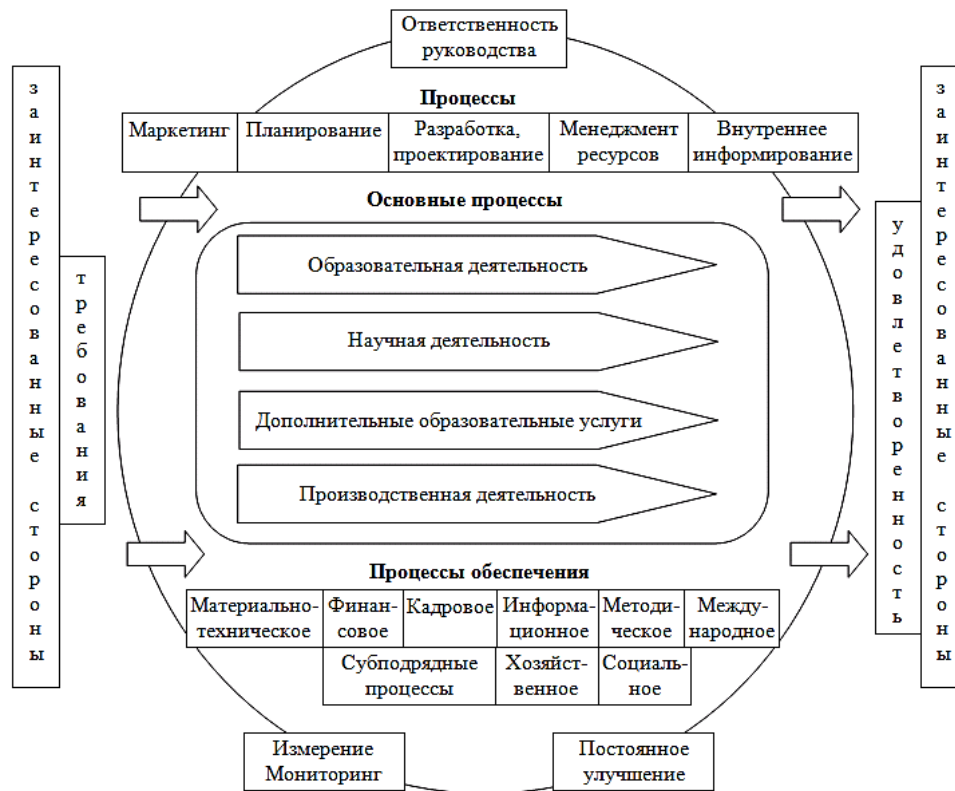 Ответственность
руководства
Процессы
Маркетинг
Планирование
Разработка,
проектирование
Менеджмент
ресурсов
Внутреннее
информирование
Основные процессы
заинтересованные стороны
требования
Образовательная деятельность
Научная деятельность
Дополнительные образовательные услуги
Производственная деятельность
удовлетворенность
заинтересованные стороны
Процессы обеспечения
Материально-
техническое
Финан-
совое
Кадровое
Информа-
ционное
Методи-
ческое
Между-
народное
Субподрядные
процессы
Хозяйст-
венное
Социаль-
ное
Измерение
Мониторинг
Постоянное
улучшение